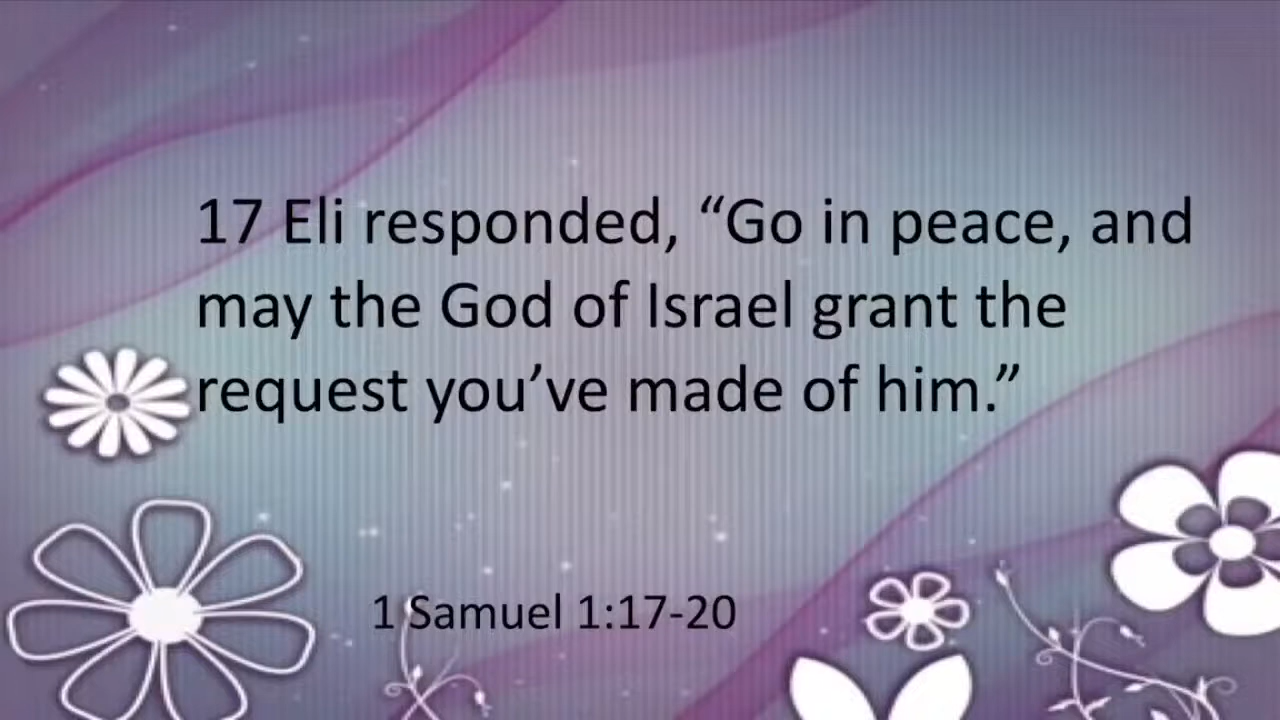 17 Eli responded, “Go in peace, and
may the God of Israel grant the
request you’ve made of him.”
1 Samuel 1:17-20